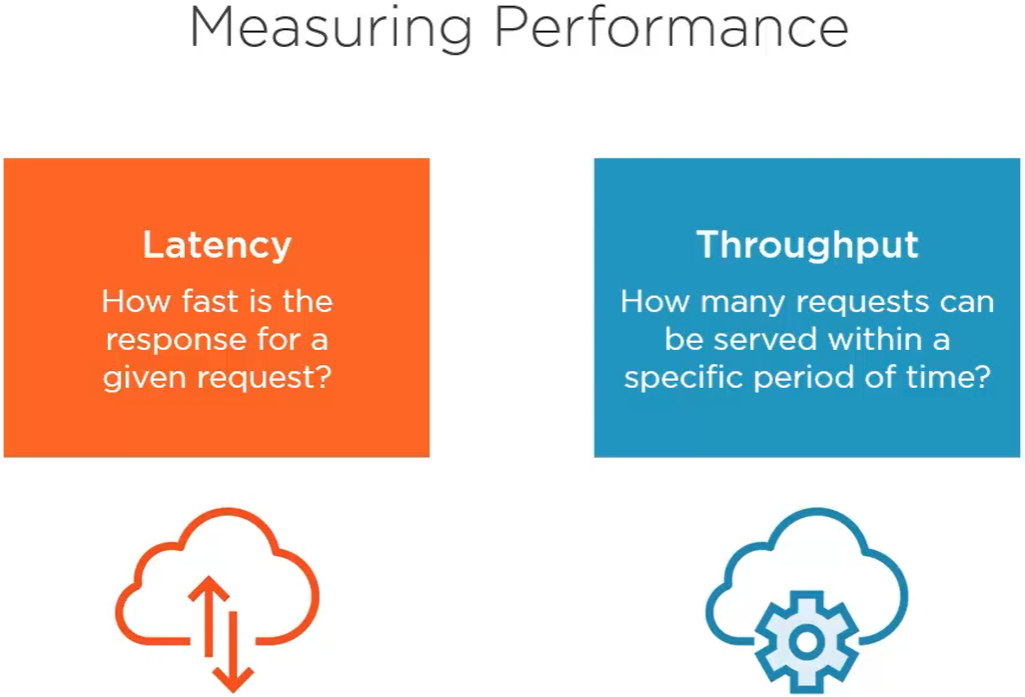 Measuring Performance
Latency
How fast is the
response for a
given request?
Throughput
How many requests can
be served within a
specific period of time?